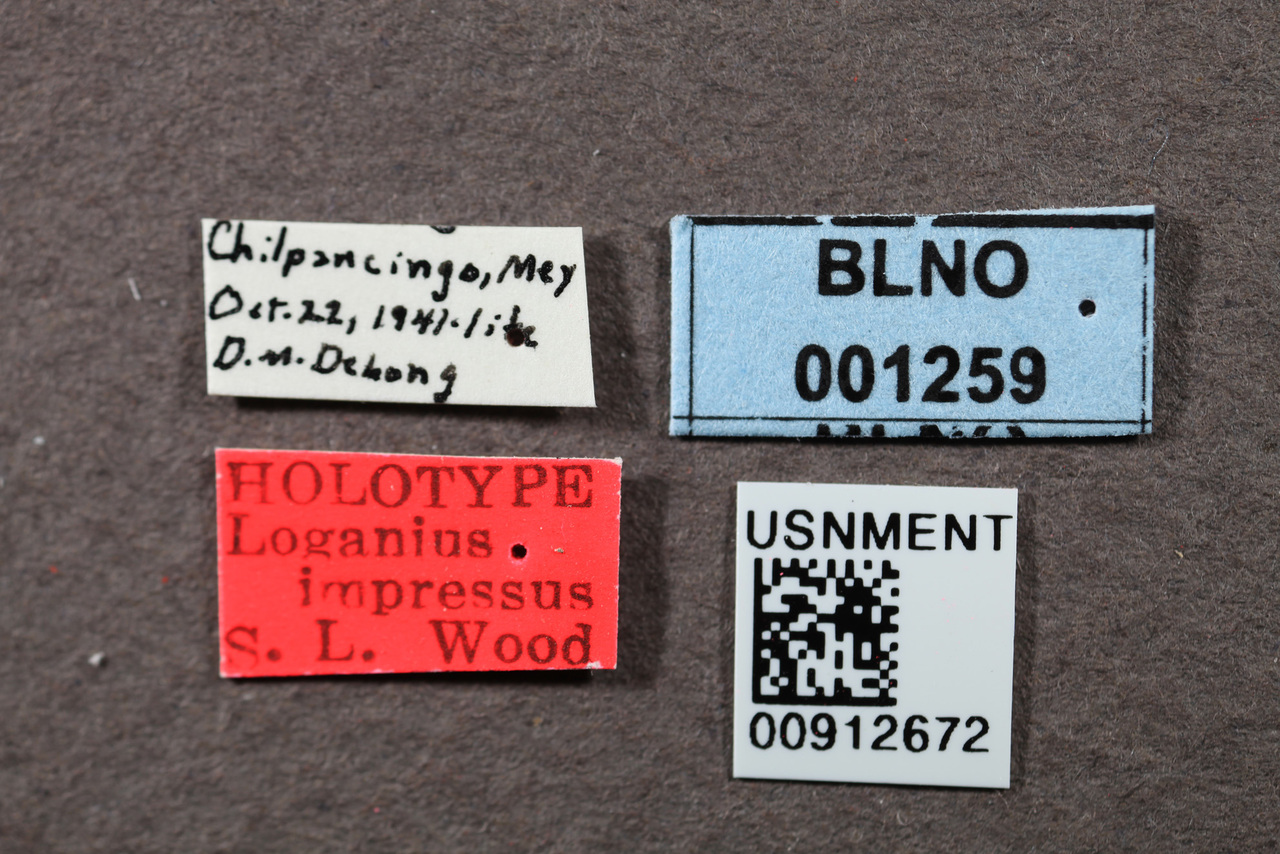 Chilpancingo, Mex
Oct. 22, 1941. lite
D.M. DeLong
BLNO
001259
HOLOTYPE
Loganius
impressus
S. L. Wood
USNMENT
00912672